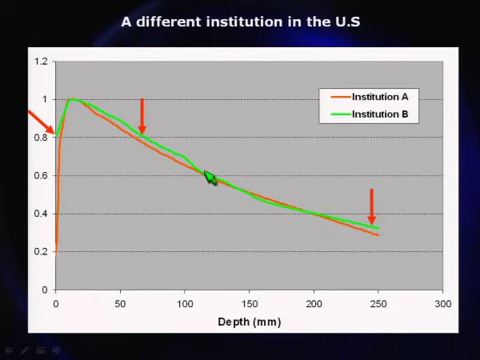 A different institution in the U.S
1.2
1
0.8
0.6
0.4
0.2
0
Institution A
Institution B
0 50 100 150 200 250 300
Depth (mm)